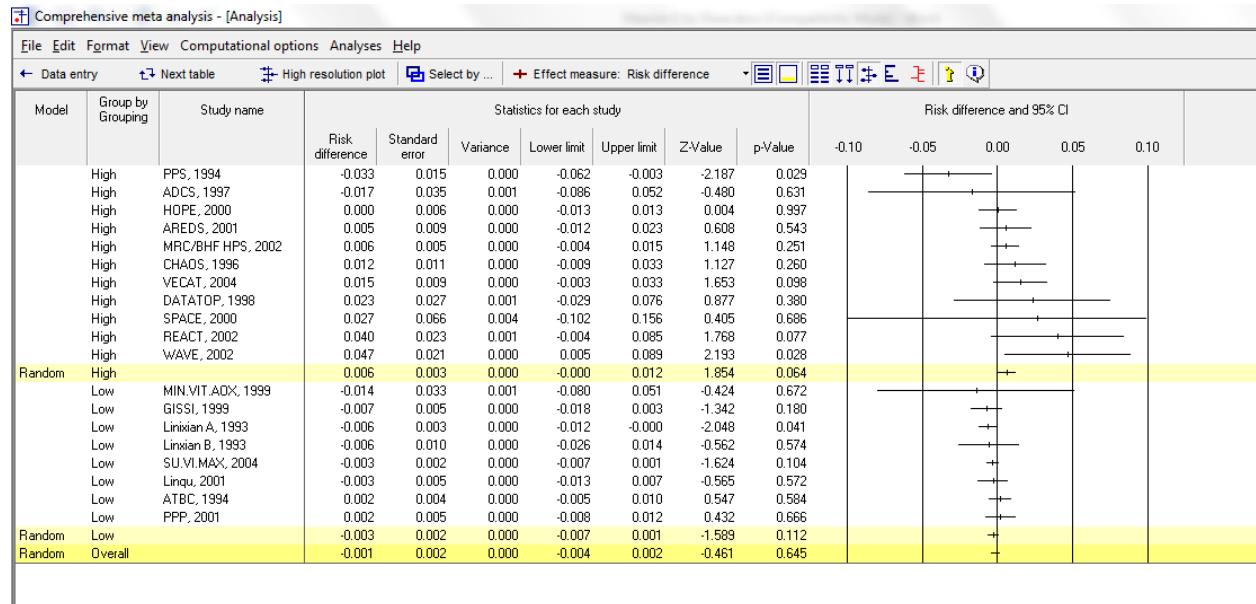 Comprehensive meta analysis - [Analysis]
File Edit Format View Computational options Analyses Help
← Data entry Next table High resolution plot Select by ... Effect measure: Risk difference
Model Group by Grouping Study name Statistics for each study Risk difference and 95% CI
Risk difference Standard error Variance Lower limit Upper limit Z-Value p-Value -0.10 -0.05 0.00 0.05 0.10
High PPS, 1994 -0.033 0.015 0.000 -0.062 -0.003 -2.187 0.029
High ADCS, 1997 -0.017 0.035 0.001 -0.086 0.052 -0.480 0.631
High HOPE, 2000 0.000 0.006 0.000 -0.013 0.013 0.004 0.997
High AREDS, 2001 0.005 0.009 0.000 -0.012 0.023 0.608 0.543
High MRC/BHF HPS, 2002 0.006 0.005 0.000 -0.004 0.015 1.148 0.251
High CHAOS, 1996 0.012 0.011 0.000 -0.009 0.033 1.127 0.260
High VECAT, 2004 0.015 0.009 0.000 -0.003 0.033 1.653 0.098
High DATATOP, 1998 0.023 0.027 0.001 -0.029 0.076 0.877 0.380
High SPACE, 2000 0.027 0.066 0.004 -0.102 0.156 0.405 0.686
High REACT, 2002 0.040 0.023 0.001 -0.004 0.085 1.768 0.077
High WAVE, 2002 0.047 0.021 0.000 0.005 0.089 2.193 0.028
Random High 0.006 0.003 0.000 -0.000 0.012 1.854 0.064
Low MIN.VIT.AOX, 1999 -0.014 0.033 0.001 -0.080 0.051 -0.424 0.672
Low GISSI, 1999 -0.007 0.005 0.000 -0.018 0.003 -1.342 0.180
Low Linixian A, 1993 -0.006 0.003 0.000 -0.012 -0.000 -2.048 0.041
Low Linxian B, 1993 -0.006 0.010 0.000 -0.026 0.014 -0.562 0.574
Low SU.VI.MAX, 2004 -0.003 0.002 0.000 -0.007 0.001 -1.624 0.104
Low Linqu, 2001 -0.003 0.005 0.000 -0.013 0.007 -0.565 0.572
Low ATBC, 1994 0.002 0.004 0.000 -0.005 0.010 0.547 0.584
Low PPP, 2001 0.002 0.005 0.000 -0.008 0.012 0.432 0.666
Random Low -0.003 0.002 0.000 -0.007 0.001 -1.589 0.112
Random Overall -0.001 0.002 0.000 -0.004 0.002 -0.461 0.645